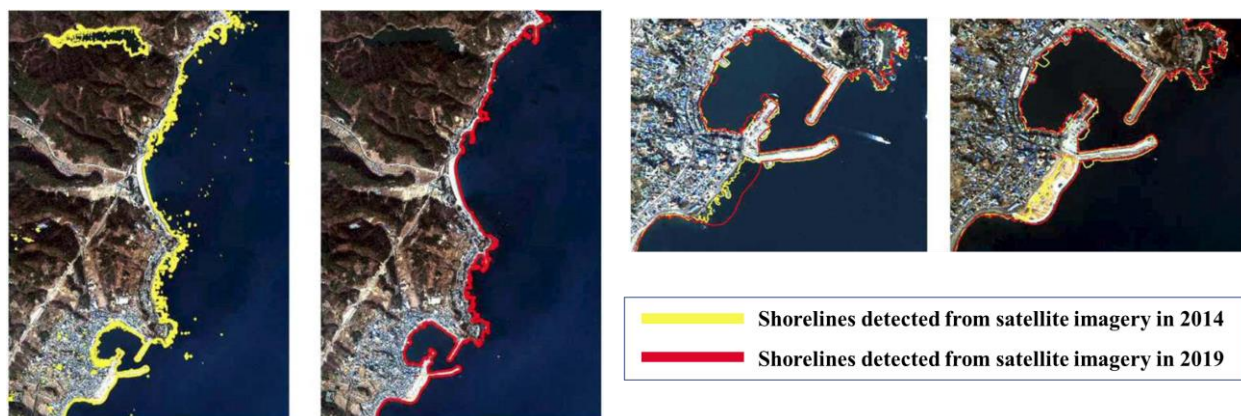 Shorelines detected from satellite imagery in 2014
Shorelines detected from satellite imagery in 2019